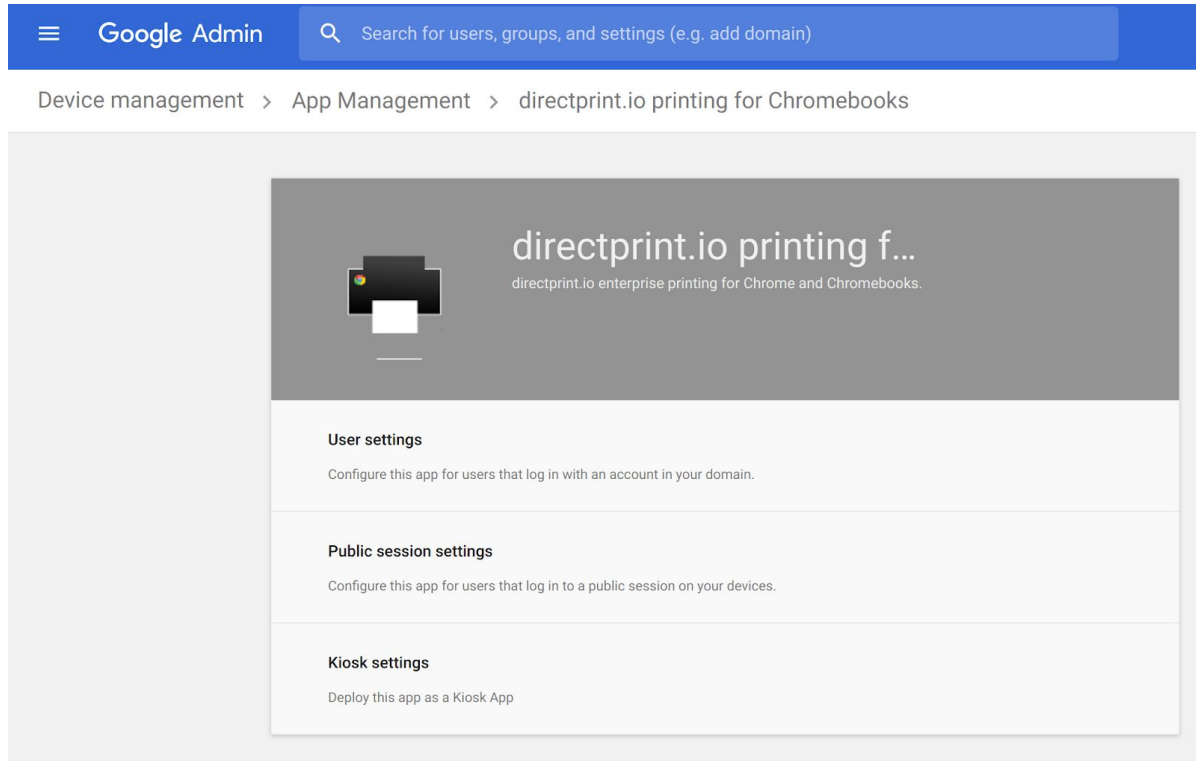 Google Admin
Search for users, groups, and settings (e.g. add domain)
Device management > App Management > directprint.io printing for Chromebooks
directprint.io printing f...
directprint.io enterprise printing for Chrome and Chromebooks.
User settings
Configure this app for users that log in with an account in your domain.
Public session settings
Configure this app for users that log in to a public session on your devices.
Kiosk settings
Deploy this app as a Kiosk App